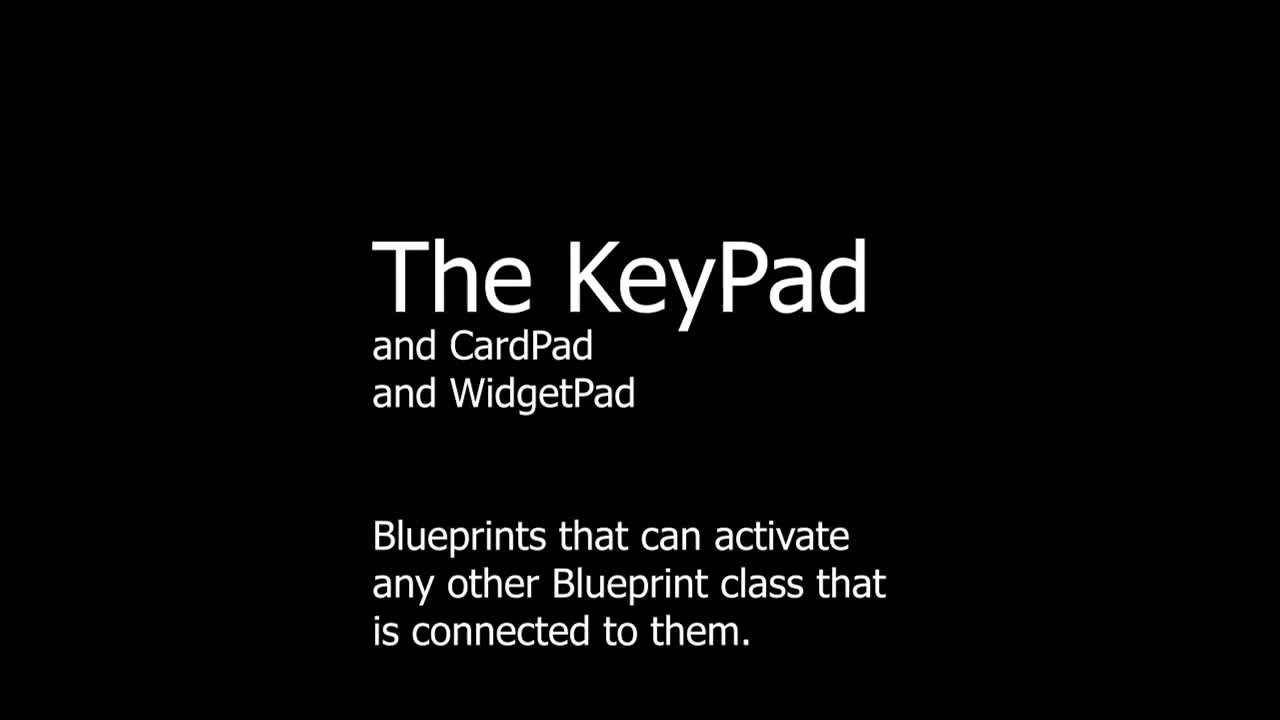 The KeyPad
and CardPad
and WidgetPad
Blueprints that can activate
any other Blueprint class that
is connected to them.